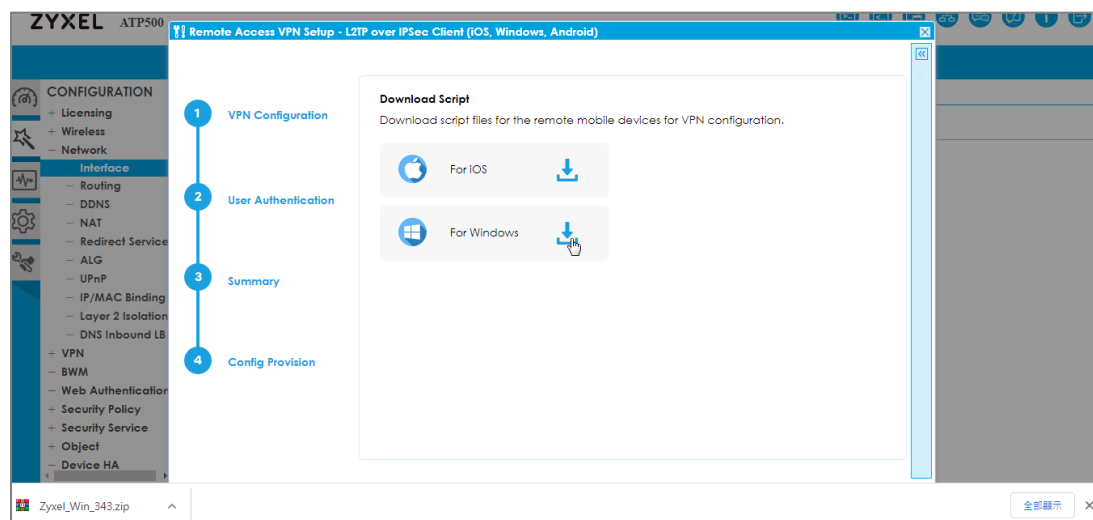 ZYXEL ATP500
Remote Access VPN Setup - L2TP over IPSec Client (iOS, Windows, Android)
CONFIGURATION
+ Licensing
+ Wireless
− Network
− Interface
− Routing
− DDNS
− NAT
− Redirect Service
− ALG
− UPnP
− IP/MAC Binding
− Layer 2 Isolation
− DNS Inbound LB
+ VPN
− BWM
− Web Authentication
+ Security Policy
+ Security Service
+ Object
− Device HA
1 VPN Configuration
2 User Authentication
3 Summary
4 Config Provision
Download Script
Download script files for the remote mobile devices for VPN configuration.
For iOS
For Windows
Zyxel_Win_343.zip
全部顯示